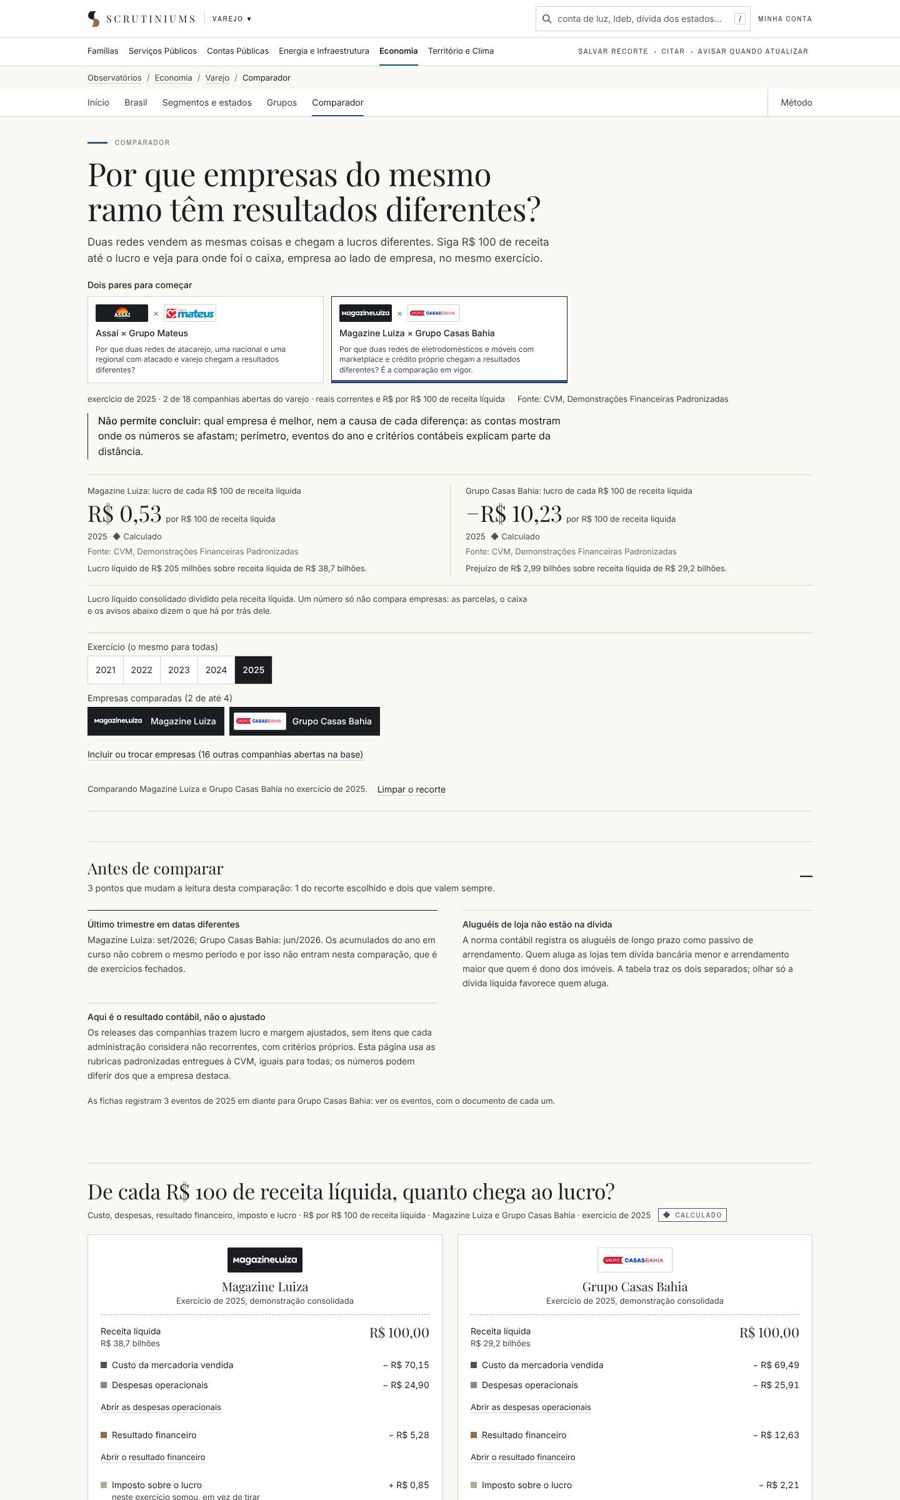 SCRUTINIUMS
VAREJO ▾
conta de luz, Ideb, dívida dos estados...
/
MINHA CONTA
Famílias
Serviços Públicos
Contas Públicas
Energia e Infraestrutura
Economia
Território e Clima
SALVAR RECORTE • CITAR • AVISAR QUANDO ATUALIZAR
Observatórios / Economia / Varejo / Comparador
Início
Brasil
Segmentos e estados
Grupos
Comparador
Método
COMPARADOR
Por que empresas do mesmo
ramo têm resultados diferentes?
Duas redes vendem as mesmas coisas e chegam a lucros diferentes. Siga R$ 100 de receita
até o lucro e veja para onde foi o caixa, empresa ao lado de empresa, no mesmo exercício.
Dois pares para começar
ASSAÍ × mateus
Assaí × Grupo Mateus
Por que duas redes de atacarejo, uma nacional e uma
regional com atacado e varejo chegam a resultados
diferentes?
MagazineLuiza × GRUPO CASASBAHIA
Magazine Luiza × Grupo Casas Bahia
Por que duas redes de eletrodomésticos e móveis com
marketplace e crédito próprio chegam a resultados
diferentes? É a comparação em vigor.
exercício de 2025 · 2 de 18 companhias abertas do varejo · reais correntes e R$ por R$ 100 de receita líquida
Fonte: CVM, Demonstrações Financeiras Padronizadas
Não permite concluir: qual empresa é melhor, nem a causa de cada diferença: as contas mostram
onde os números se afastam; perímetro, eventos do ano e critérios contábeis explicam parte da
distância.
Magazine Luiza: lucro de cada R$ 100 de receita líquida
R$ 0,53 por R$ 100 de receita líquida
2025 ◆ Calculado
Fonte: CVM, Demonstrações Financeiras Padronizadas
Lucro líquido de R$ 205 milhões sobre receita líquida de R$ 38,7 bilhões.
Grupo Casas Bahia: lucro de cada R$ 100 de receita líquida
−R$ 10,23 por R$ 100 de receita líquida
2025 ◆ Calculado
Fonte: CVM, Demonstrações Financeiras Padronizadas
Prejuízo de R$ 2,99 bilhões sobre receita líquida de R$ 29,2 bilhões.
Lucro líquido consolidado dividido pela receita líquida. Um número só não compara empresas: as parcelas, o caixa
e os avisos abaixo dizem o que há por trás dele.
Exercício (o mesmo para todas)
2021
2022
2023
2024
2025
Empresas comparadas (2 de até 4)
MagazineLuiza Magazine Luiza
GRUPO CASASBAHIA Grupo Casas Bahia
Incluir ou trocar empresas (16 outras companhias abertas na base)
Comparando Magazine Luiza e Grupo Casas Bahia no exercício de 2025.
Limpar o recorte
Antes de comparar
3 pontos que mudam a leitura desta comparação: 1 do recorte escolhido e dois que valem sempre.
Último trimestre em datas diferentes
Magazine Luiza: set/2026; Grupo Casas Bahia: jun/2026. Os acumulados do ano em
curso não cobrem o mesmo período e por isso não entram nesta comparação, que é
de exercícios fechados.
Aluguéis de loja não estão na dívida
A norma contábil registra os aluguéis de longo prazo como passivo de
arrendamento. Quem aluga as lojas tem dívida bancária menor e arrendamento
maior que quem é dono dos imóveis. A tabela traz os dois separados; olhar só a
dívida líquida favorece quem aluga.
Aqui é o resultado contábil, não o ajustado
Os releases das companhias trazem lucro e margem ajustados, sem itens que cada
administração considera não recorrentes, com critérios próprios. Esta página usa as
rubricas padronizadas entregues à CVM, iguais para todas; os números podem
diferir dos que a empresa destaca.
As fichas registram 3 eventos de 2025 em diante para Grupo Casas Bahia: ver os eventos, com o documento de cada um.
De cada R$ 100 de receita líquida, quanto chega ao lucro?
Custo, despesas, resultado financeiro, imposto e lucro · R$ por R$ 100 de receita líquida · Magazine Luiza e Grupo Casas Bahia · exercício de 2025
◆ CALCULADO
MagazineLuiza
Magazine Luiza
Exercício de 2025, demonstração consolidada
Receita líquida R$ 100,00
R$ 38,7 bilhões
Custo da mercadoria vendida − R$ 70,15
Despesas operacionais − R$ 24,90
Abrir as despesas operacionais
Resultado financeiro − R$ 5,28
Abrir o resultado financeiro
Imposto sobre o lucro + R$ 0,85
neste exercício somou, em vez de tirar
GRUPO CASASBAHIA
Grupo Casas Bahia
Exercício de 2025, demonstração consolidada
Receita líquida R$ 100,00
R$ 29,2 bilhões
Custo da mercadoria vendida − R$ 69,49
Despesas operacionais − R$ 25,91
Abrir as despesas operacionais
Resultado financeiro − R$ 12,63
Abrir o resultado financeiro
Imposto sobre o lucro − R$ 2,21